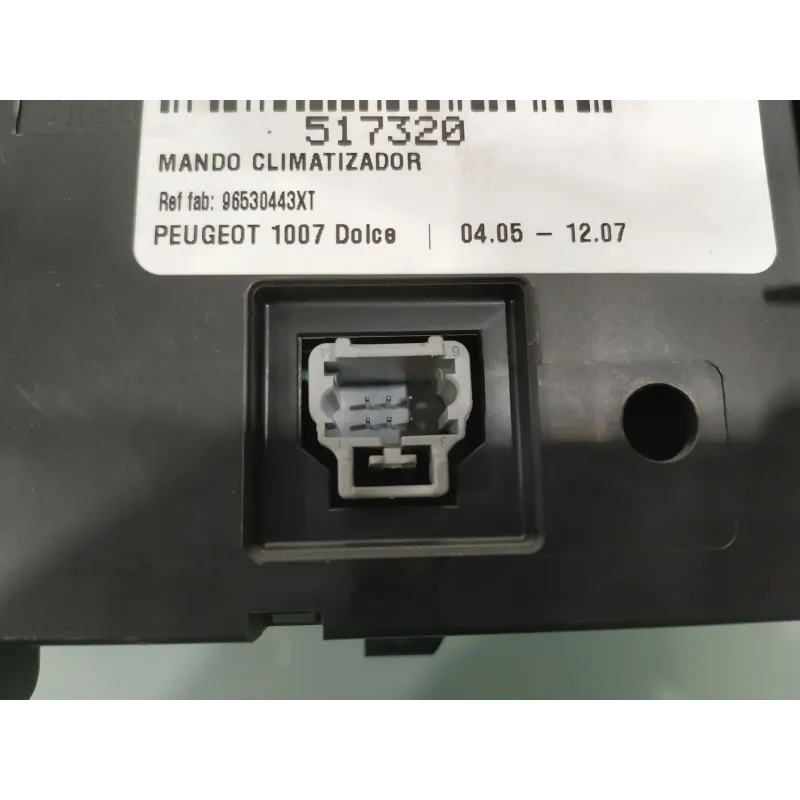 517320
MANDO CLIMATIZADOR
Ref fab: 96530443XT
PEUGEOT 1007 Dolce | 04.05 – 12.07